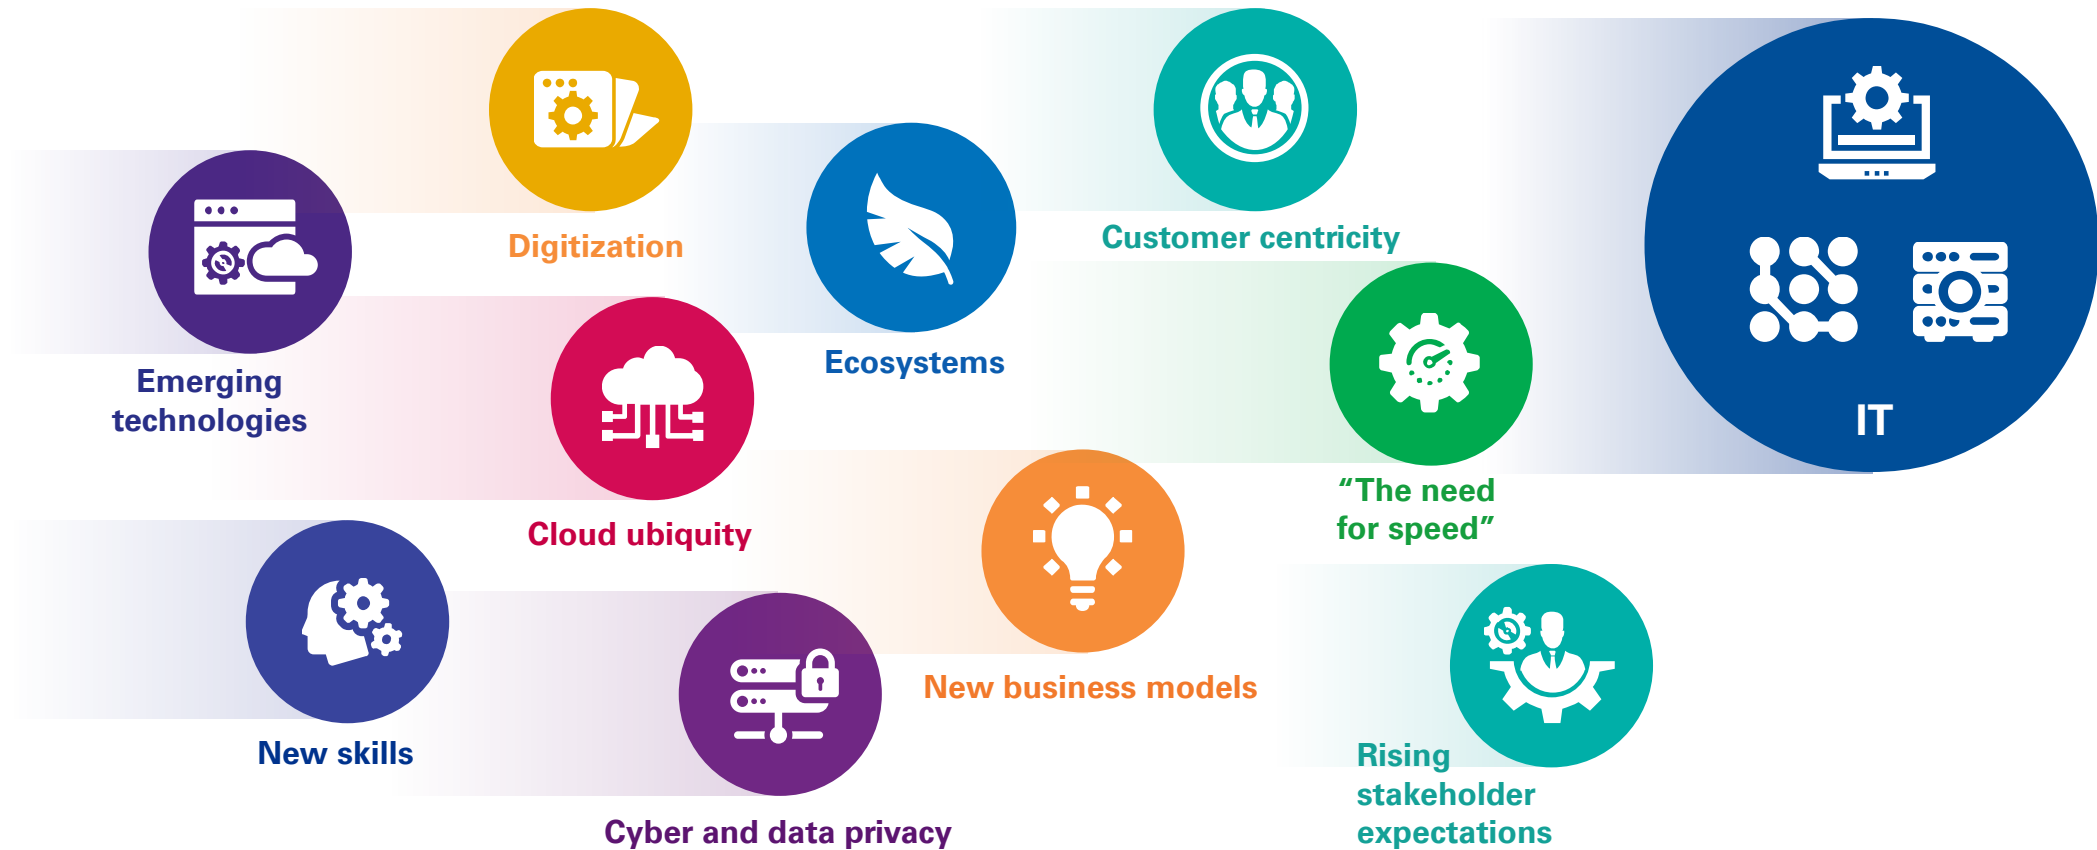 Digitization
Customer centricity
Emerging
technologies
Ecosystems
IT
Cloud ubiquity
“The need
for speed”
New skills
New business models
Cyber and data privacy
Rising
stakeholder
expectations